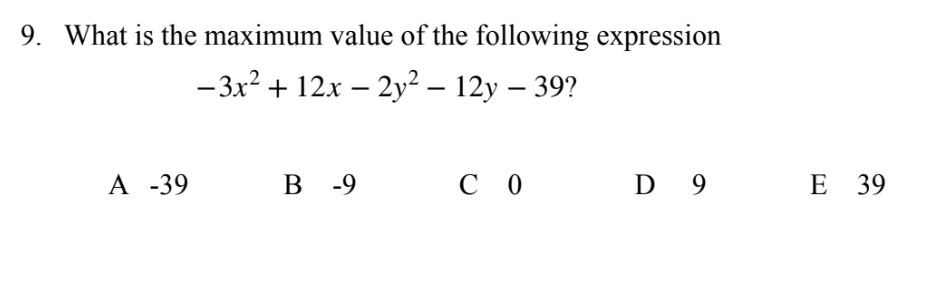 9. What is the maximum value of the following expression
−3x² + 12x − 2y² − 12y − 39?
A -39 B -9 C 0 D 9 E 39